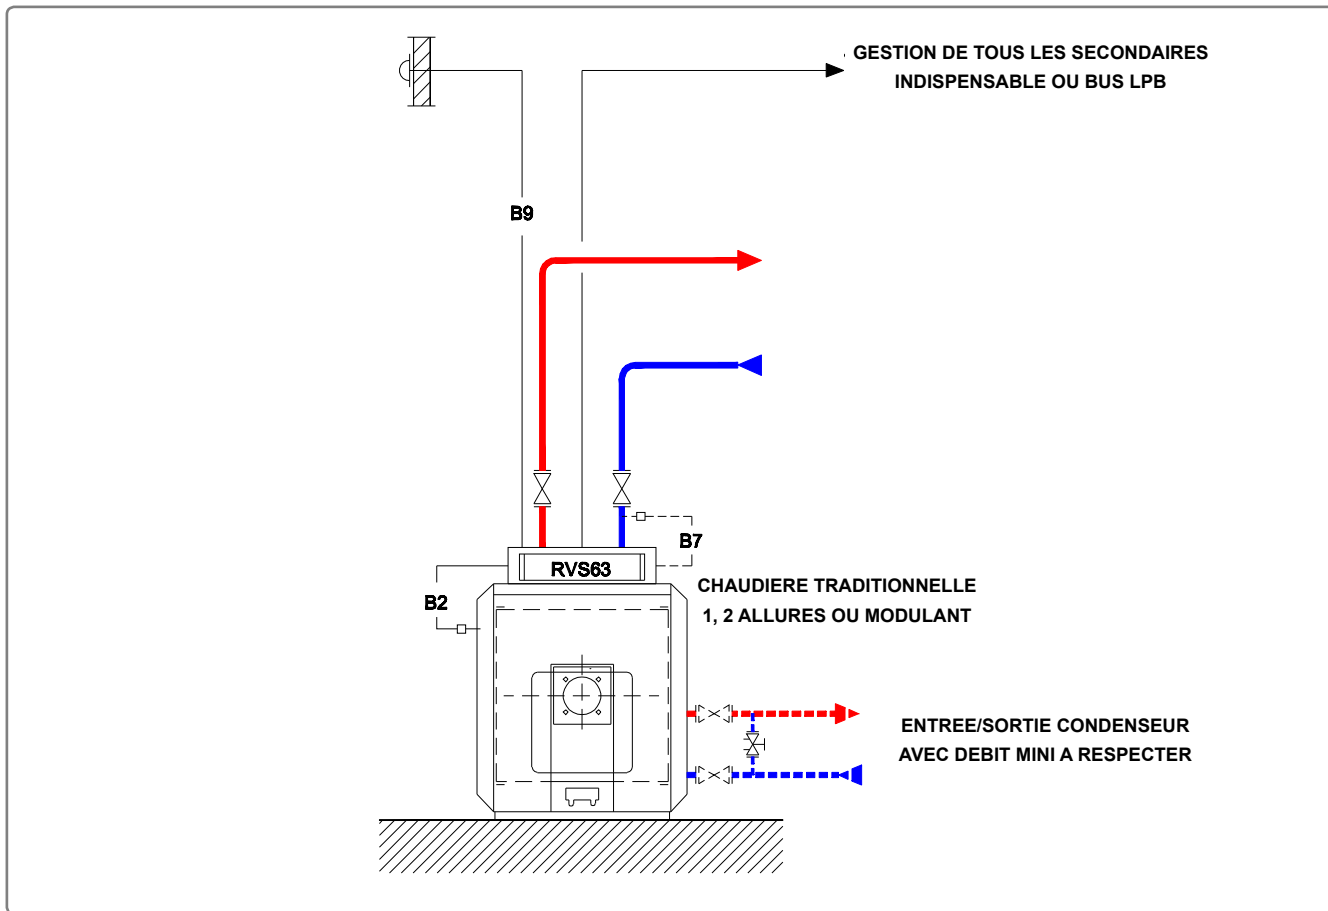 GESTION DE TOUS LES SECONDAIRES
INDISPENSABLE OU BUS LPB
B9
B7
RVS63
CHAUDIERE TRADITIONNELLE
1, 2 ALLURES OU MODULANT
B2
ENTREE/SORTIE CONDENSEUR
AVEC DEBIT MINI A RESPECTER